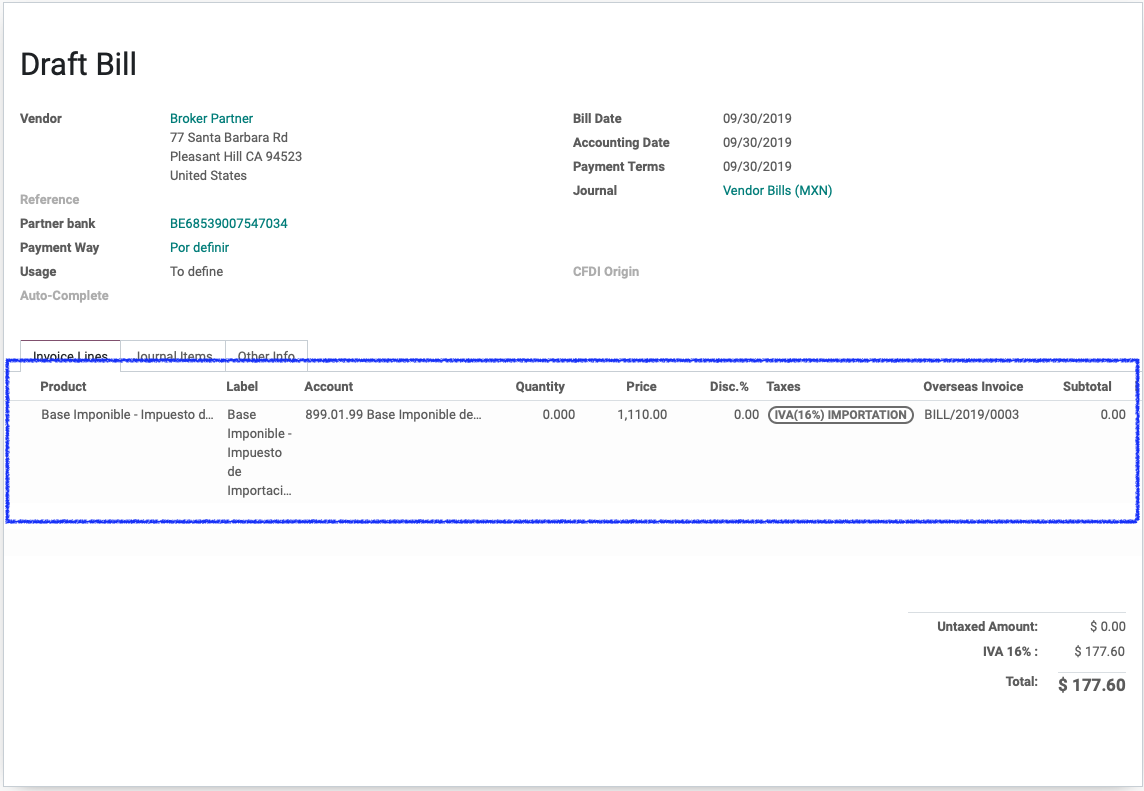 Draft Bill
Vendor Broker Partner Bill Date 09/30/2019
77 Santa Barbara Rd Accounting Date 09/30/2019
Pleasant Hill CA 94523 Payment Terms 09/30/2019
United States Journal Vendor Bills (MXN)
Reference
Partner bank BE68539007547034
Payment Way Por definir
Usage To define CFDI Origin
Auto-Complete
Invoice Lines Journal Items Other Info
Product Label Account Quantity Price Disc.% Taxes Overseas Invoice Subtotal
Base Imponible - Impuesto d... Base 899.01.99 Base Imponible de... 0.000 1,110.00 0.00 IVA(16%) IMPORTATION BILL/2019/0003 0.00
Imponible -
Impuesto
de
Importaci...
Untaxed Amount: $ 0.00
IVA 16% : $ 177.60
Total: $ 177.60